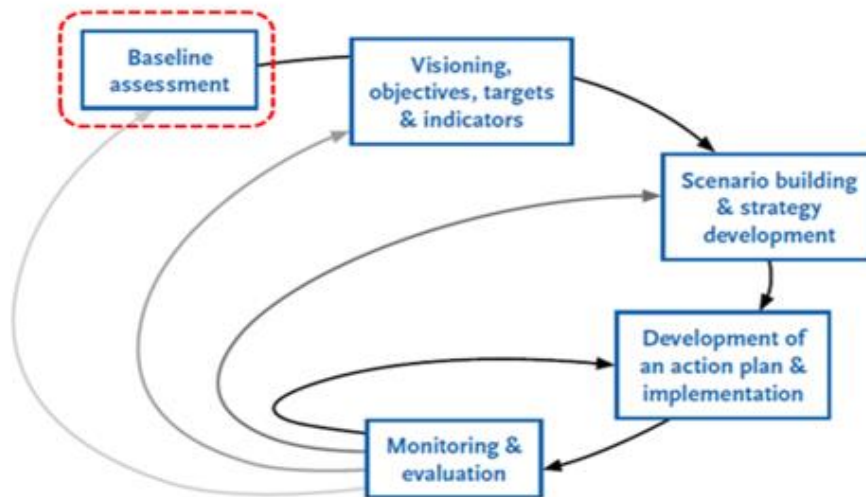 Baseline
assessment
Visioning,
objectives, targets
& indicators
Scenario building
& strategy
development
Development of
an action plan &
implementation
Monitoring &
evaluation